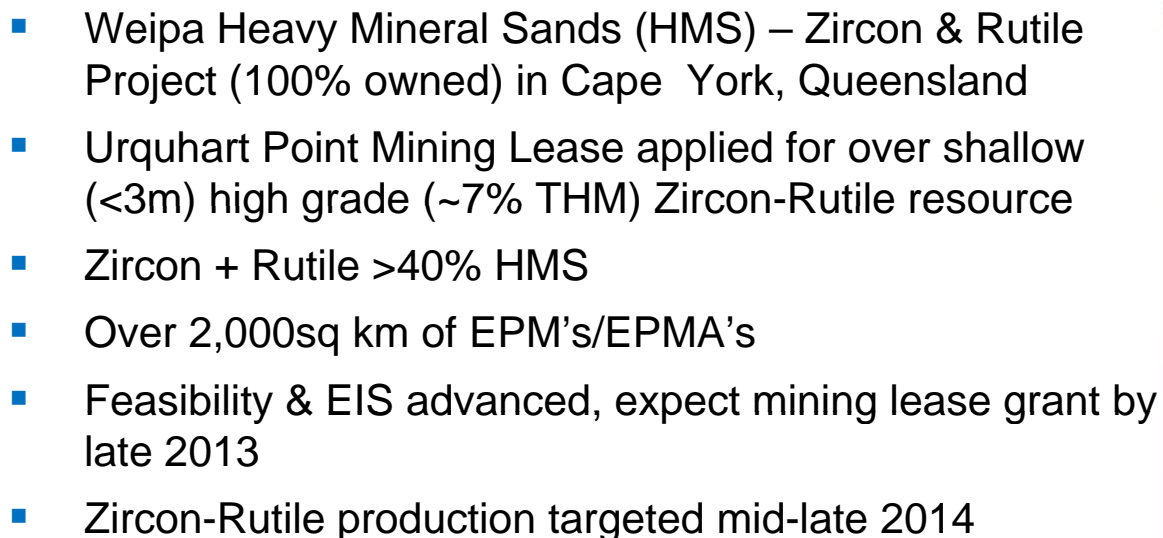 ▪ Weipa Heavy Mineral Sands (HMS) – Zircon & Rutile
Project (100% owned) in Cape York, Queensland
▪ Urquhart Point Mining Lease applied for over shallow
(<3m) high grade (~7% THM) Zircon-Rutile resource
▪ Zircon + Rutile >40% HMS
▪ Over 2,000sq km of EPM’s/EPMA’s
▪ Feasibility & EIS advanced, expect mining lease grant by
late 2013
▪ Zircon-Rutile production targeted mid-late 2014